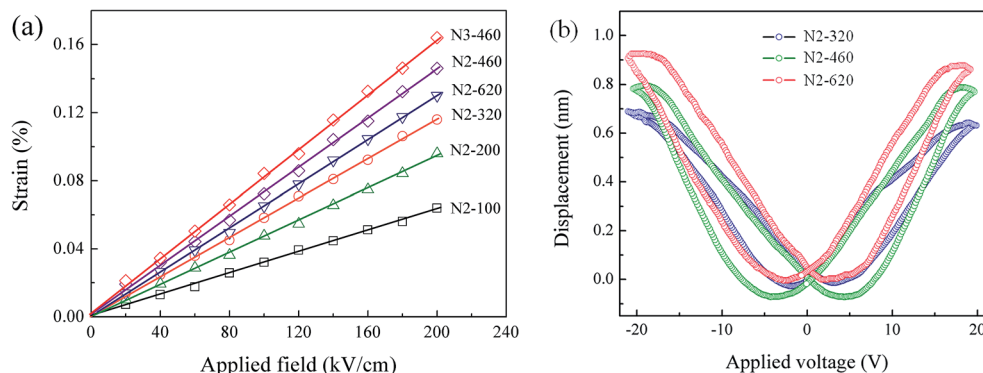 (a)
0.16
0.12
0.08
0.04
0.00
Strain (%)
N3-460
N2-460
N2-620
N2-320
N2-200
N2-100
0 40 80 120 160 200 240
Applied field (kV/cm)
(b)
1.0
0.8
0.6
0.4
0.2
0.0
Displacement (nm)
N2-320
N2-460
N2-620
-20 -10 0 10 20
Applied voltage (V)